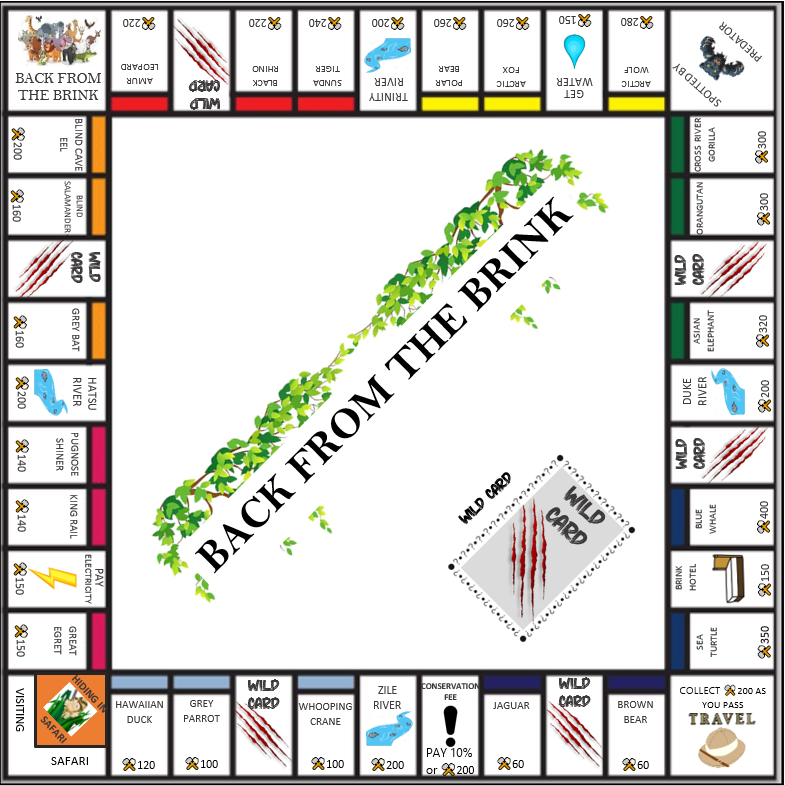 BACK FROM
THE BRINK
220
AMUR
LEOPARD
WILD
CARD
220
BLACK
RHINO
240
SUNDA
TIGER
200
TRINITY
RIVER
260
POLAR
BEAR
260
ARCTIC
FOX
150
GET
WATER
280
ARCTIC
WOLF
SPOTTED BY
PREDATOR
BLIND CAVE
EEL
200
BLIND
SALAMANDER
160
WILD
CARD
GREY BAT
160
HATSU
RIVER
200
PUGNOSE
SHINER
140
KING RAIL
140
PAY
ELECTRICITY
150
GREAT
EGRET
150
CROSS RIVER
GORILLA
300
ORANGUTAN
300
WILD
CARD
ASIAN
ELEPHANT
320
DUKE
RIVER
200
WILD
CARD
BLUE
WHALE
400
BRINK
HOTEL
150
SEA
TURTLE
350
BACK FROM THE BRINK
WILD CARD
WILD
CARD
VISITING
HIDING IN
SAFARI
SAFARI
HAWAIIAN
DUCK
120
GREY
PARROT
100
WILD
CARD
WHOOPING
CRANE
100
ZILE
RIVER
200
CONSERVATION
FEE
PAY 10%
or 200
JAGUAR
60
WILD
CARD
BROWN
BEAR
60
COLLECT 200 AS
YOU PASS
TRAVEL